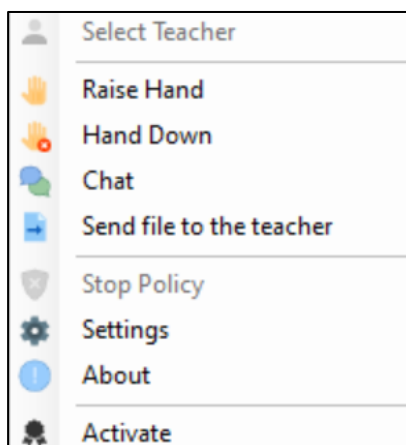 Select Teacher
Raise Hand
Hand Down
Chat
Send file to the teacher
Stop Policy
Settings
About
Activate